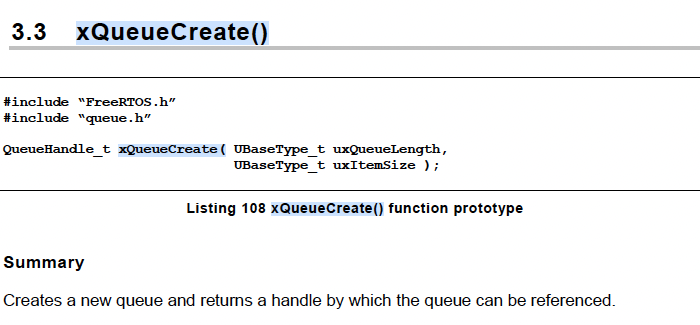 3.3 xQueueCreate()
#include “FreeRTOS.h”
#include “queue.h”
QueueHandle_t xQueueCreate( UBaseType_t uxQueueLength,
UBaseType_t uxItemSize );
Listing 108 xQueueCreate() function prototype
Summary
Creates a new queue and returns a handle by which the queue can be referenced.